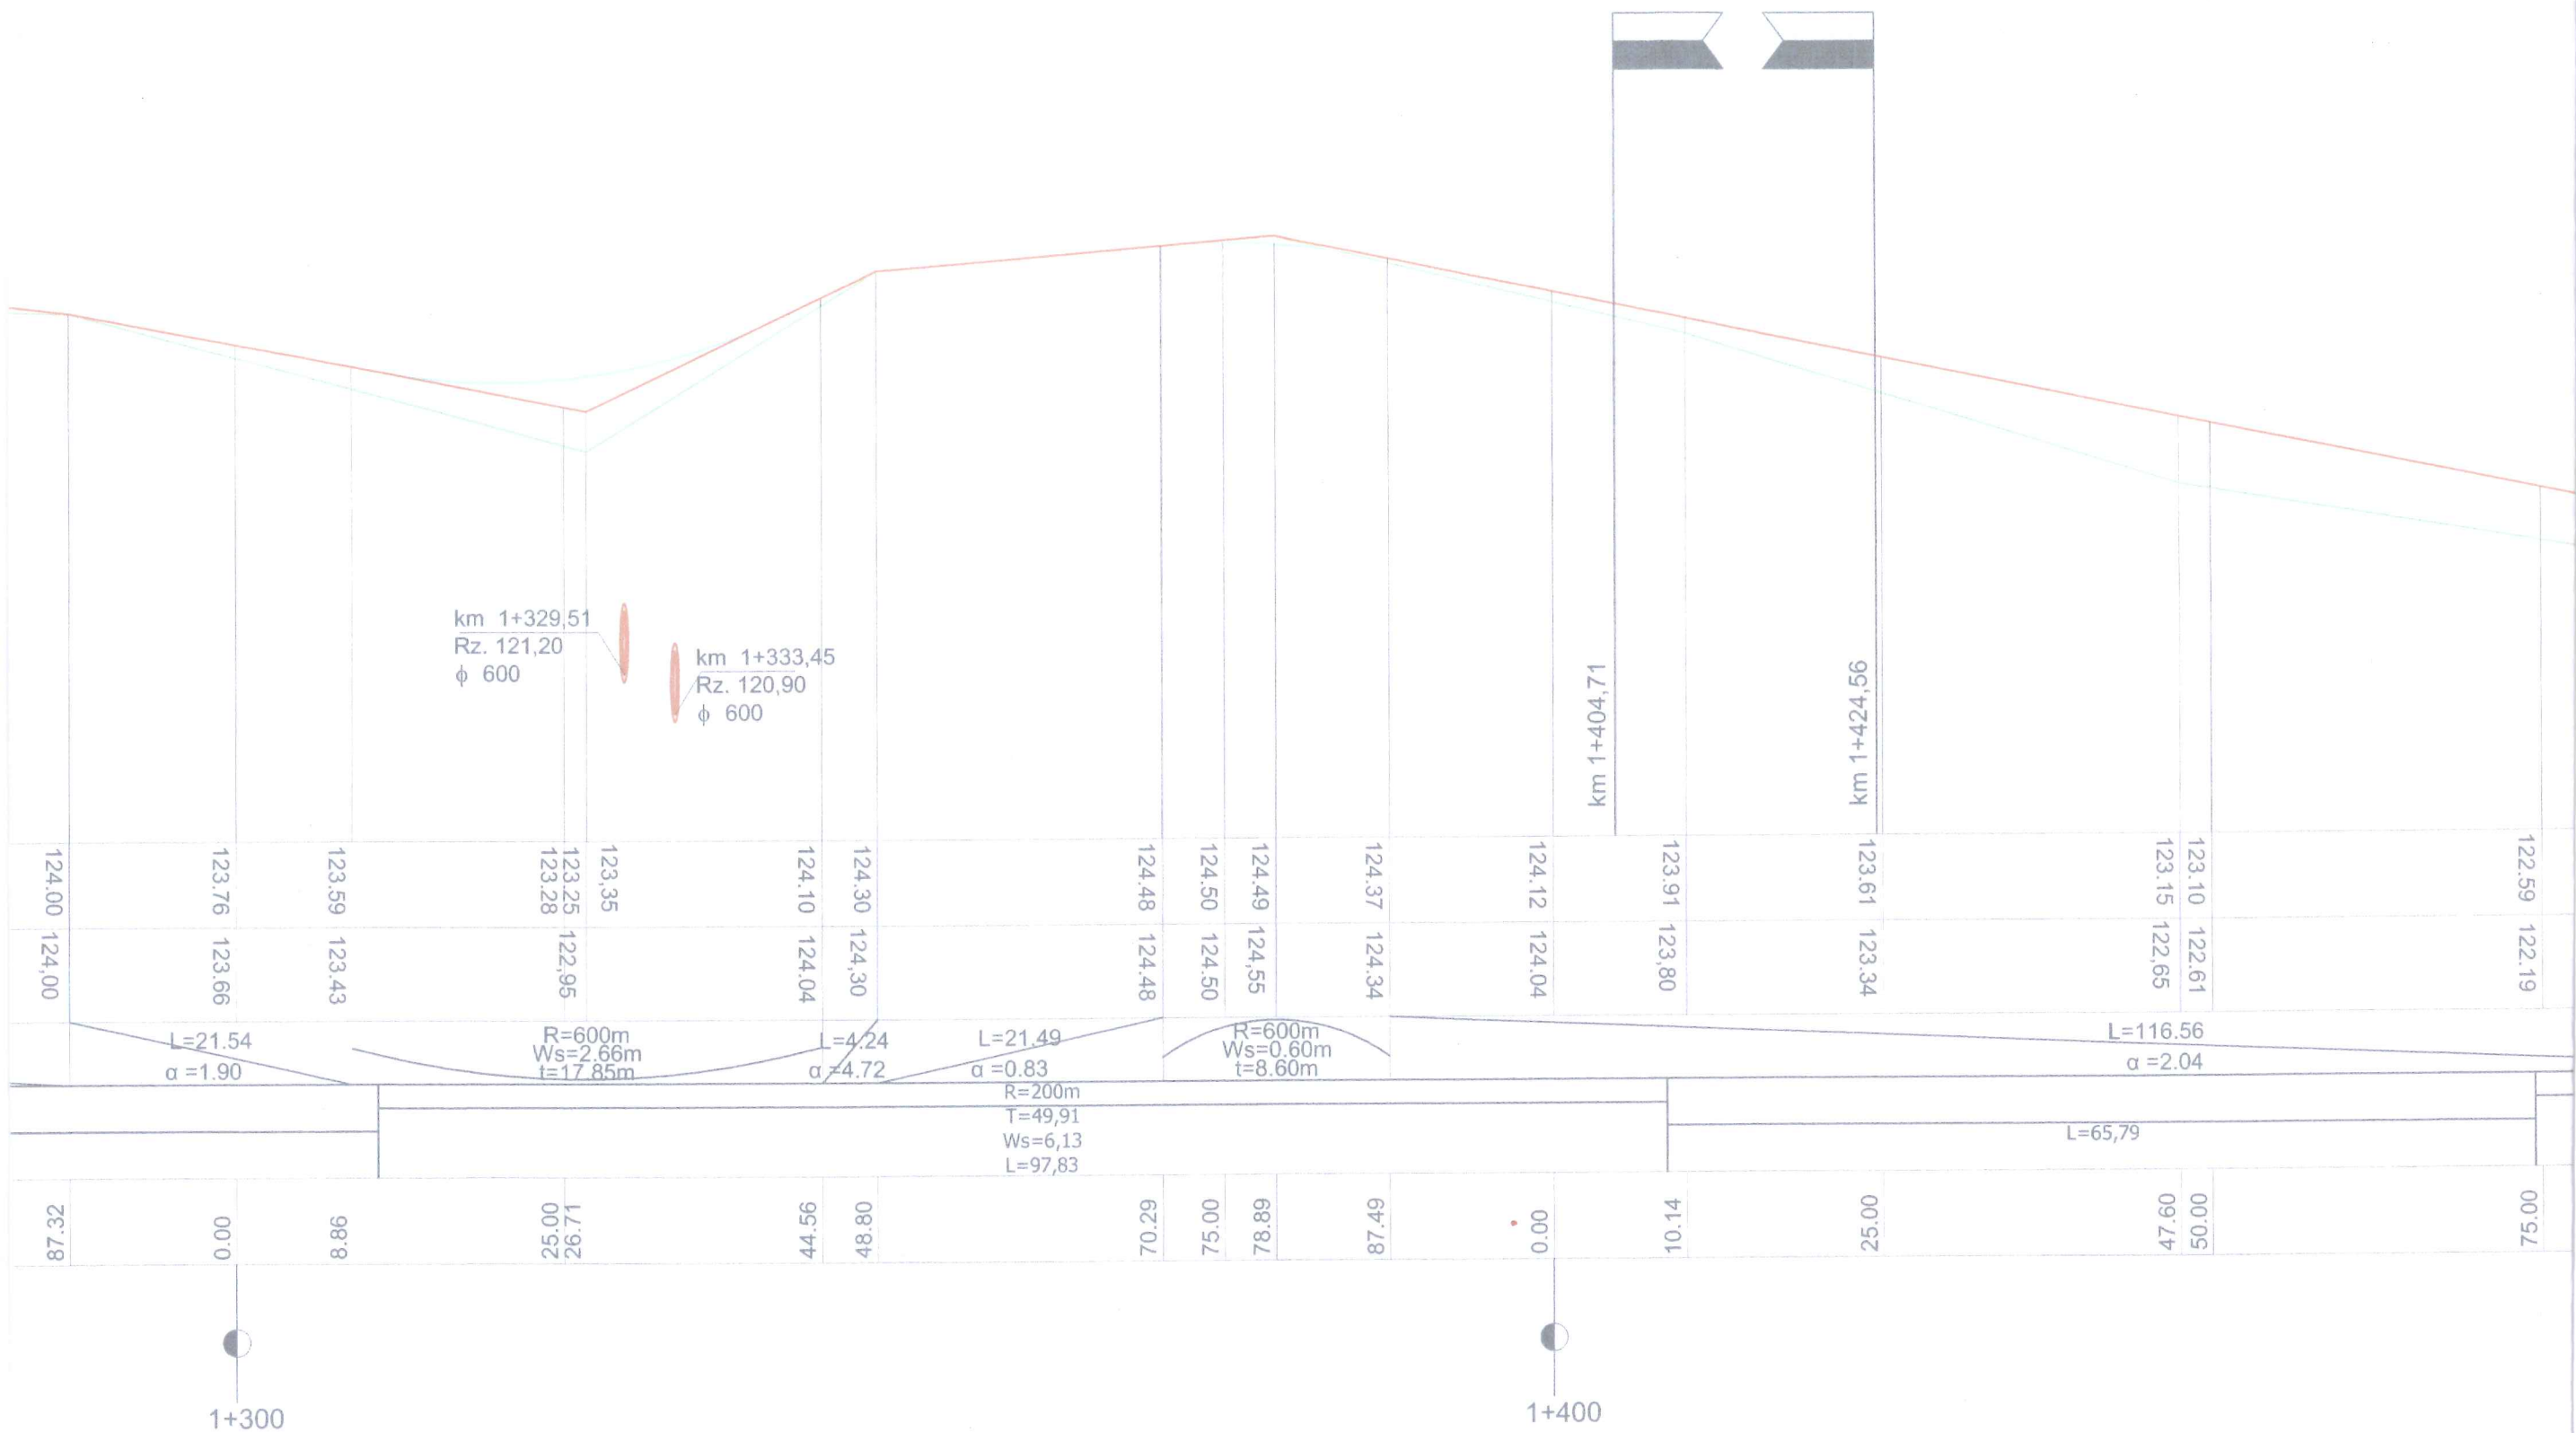 km 1+329,51
Rz. 121,20
ϕ 600
km 1+333,45
Rz. 120,90
ϕ 600
km 1+404,71
km 1+424,56
124.00 123.76 123.59 123.28 123.25 123,35 124.10 124.30 124.48 124.50 124.49 124.37 124.12 123.91 123.61 123.15 123.10 122.59
124,00 123.66 123.43 122,95 124.04 124,30 124.48 124.50 124,55 124.34 124.04 123,80 123.34 122,65 122.61 122.19
L=21.54
α =1.90
R=600m
Ws=2.66m
t=17.85m
L=4.24
α =4.72
L=21.49
α =0.83
R=600m
Ws=0.60m
t=8.60m
L=116.56
α =2.04
R=200m
T=49,91
Ws=6,13
L=97,83
L=65,79
87.32 0.00 8.86 25.00 26.71 44.56 48.80 70.29 75.00 78.89 87.49 0.00 10.14 25.00 47.60 50.00 75.00
1+300
1+400